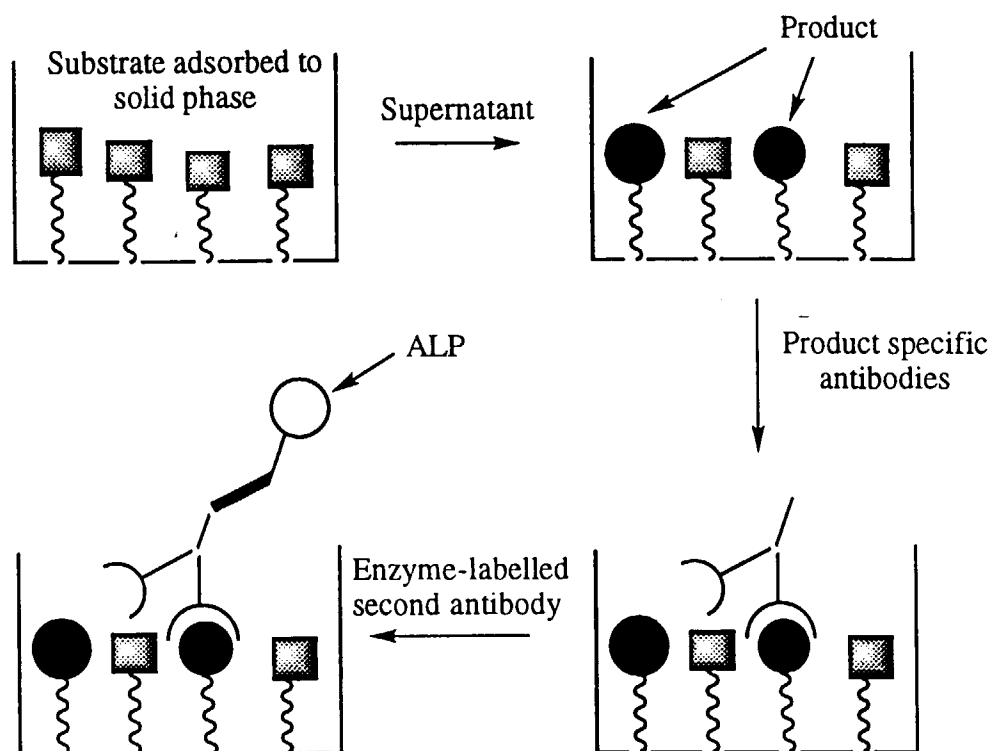 Substrate adsorbed to
solid phase
Supernatant
Product
Product specific
antibodies
ALP
Enzyme-labelled
second antibody